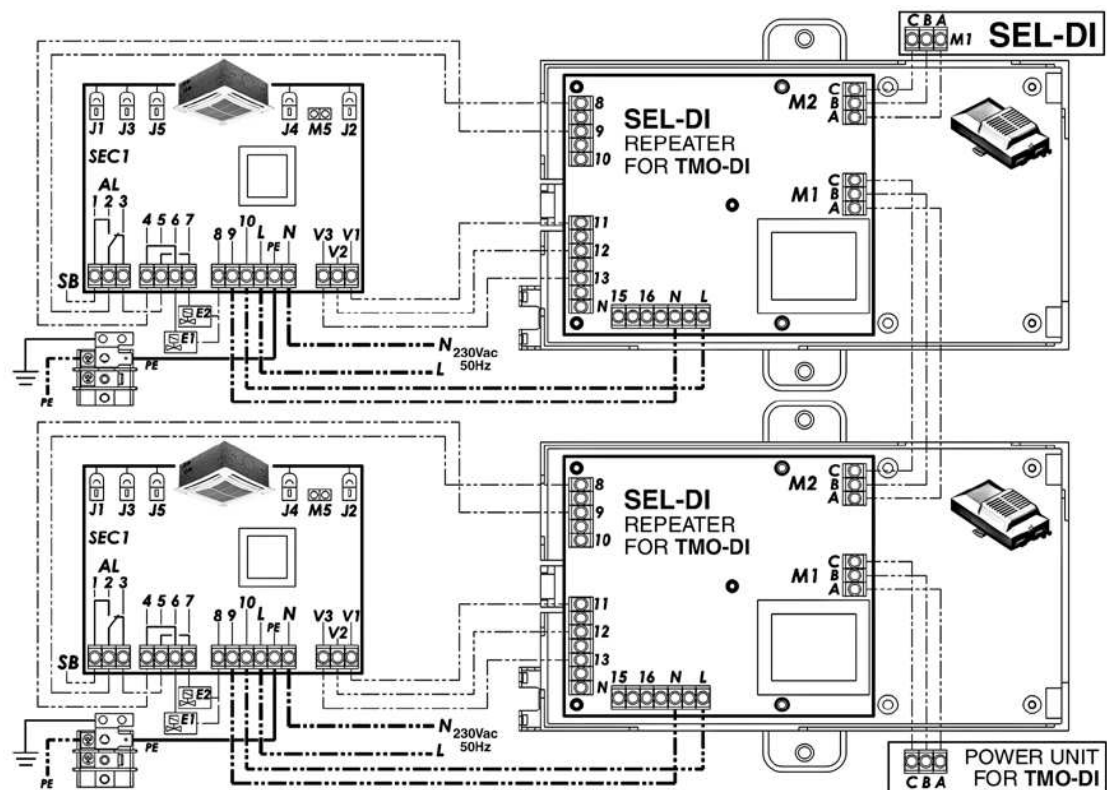 C B A
M1 SEL-DI
J1 J3 J5 J4 M5 J2
SEC1
AL
1 2 3
4 5 6 7
8 9 10 L PE N
V3 V2 V1
SB
E2
E1
PE
PE
N 230Vac
L 50Hz
8
9
10
SEL-DI
REPEATER
FOR TMO-DI
M2
C
B
A
M1
C
B
A
11
12
13
N
15 16 N L
J1 J3 J5 J4 M5 J2
SEC1
AL
1 2 3
4 5 6 7
8 9 10 L PE N
V3 V2 V1
SB
E2
E1
PE
PE
N 230Vac
L 50Hz
8
9
10
SEL-DI
REPEATER
FOR TMO-DI
M2
C
B
A
M1
C
B
A
11
12
13
N
15 16 N L
POWER UNIT
FOR TMO-DI
C B A